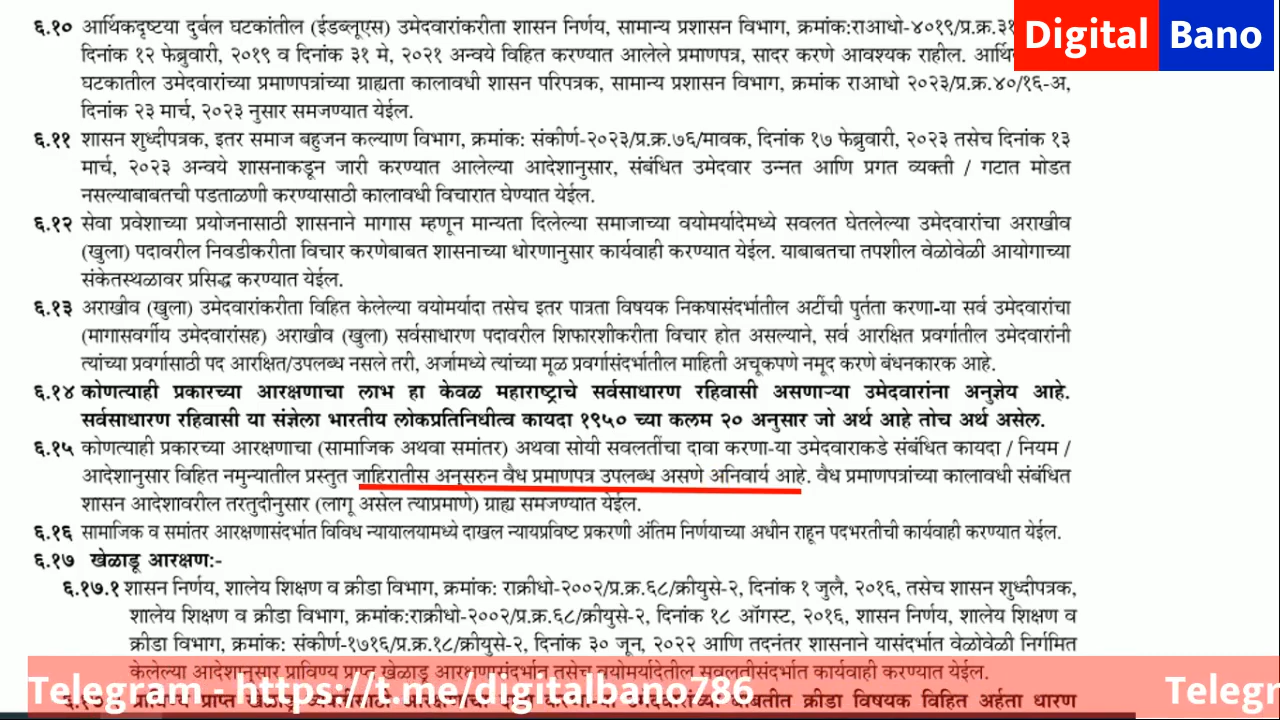 ६.१० आर्थिकदृष्टया दुर्बल घटकांतील (ईडब्लूएस) उमेदवारांकरीता शासन निर्णय, सामान्य प्रशासन विभाग, क्रमांक:राआधो-४०१९/प्र.क्र.३१
Digital Bano
दिनांक १२ फेब्रुवारी, २०१९ व दिनांक ३१ मे, २०२१ अन्वये विहित करण्यात आलेले प्रमाणपत्र, सादर करणे आवश्यक राहील.
घटकातील उमेदवारांच्या प्रमाणपत्रांच्या ग्राह्यता कालावधी शासन परिपत्रक, सामान्य प्रशासन विभाग, क्रमांक राआधो २०२३/प्र.क्र.४०/१६-अ,
दिनांक २३ मार्च, २०२३ नुसार समजण्यात येईल.
६.११ शासन शुध्दीपत्रक, इतर समाज बहुजन कल्याण विभाग, क्रमांक: संकीर्ण-२०२३/प्र.क्र.७६/मावक, दिनांक १७ फेब्रुवारी, २०२३ तसेच दिनांक १३
मार्च, २०२३ अन्वये शासनाकडून जारी करण्यात आलेल्या आदेशानुसार, संबंधित उमेदवार उन्नत आणि प्रगत व्यक्ती / गटात मोडत
नसल्याबाबतची पडताळणी करण्यासाठी कालावधी विचारात घेण्यात येईल.
६.१२ सेवा प्रवेशाच्या प्रयोजनासाठी शासनाने मागास म्हणून मान्यता दिलेल्या समाजाच्या वयोमर्यादेमध्ये सवलत घेतलेल्या उमेदवारांचा अराखीव
(खुला) पदावरील निवडीकरीता विचार करणेबाबत शासनाच्या धोरणानुसार कार्यवाही करण्यात येईल. याबाबतचा तपशील वेळोवेळी आयोगाच्या
संकेतस्थळावर प्रसिद्ध करण्यात येईल.
६.१३ अराखीव (खुला) उमेदवारांकरीता विहित केलेल्या वयोमर्यादा तसेच इतर पात्रता विषयक निकषासंदर्भातील अटींची पुर्तता करणा-या सर्व उमेदवारांचा
(मागासवर्गीय उमेदवारांसह) अराखीव (खुला) सर्वसाधारण पदावरील शिफारशीकरीता विचार होत असल्याने, सर्व आरक्षित प्रवर्गातील उमेदवारांनी
त्यांच्या प्रवर्गासाठी पद आरक्षित/उपलब्ध नसले तरी, अर्जामध्ये त्यांच्या मूळ प्रवर्गासंदर्भातील माहिती अचूकपणे नमूद करणे बंधनकारक आहे.
६.१४ कोणत्याही प्रकारच्या आरक्षणाचा लाभ हा केवळ महाराष्ट्राचे सर्वसाधारण रहिवासी असणाऱ्या उमेदवारांना अनुज्ञेय आहे.
सर्वसाधारण रहिवासी या संज्ञेला भारतीय लोकप्रतिनिधीत्व कायदा १९५० च्या कलम २० अनुसार जो अर्थ आहे तोच अर्थ असेल.
६.१५ कोणत्याही प्रकारच्या आरक्षणाचा (सामाजिक अथवा समांतर) अथवा सोयी सवलतींचा दावा करणा-या उमेदवाराकडे संबंधित कायदा / नियम /
आदेशानुसार विहित नमुन्यातील प्रस्तुत जाहिरातीस अनुसरुन वैध प्रमाणपत्र उपलब्ध असणे अनिवार्य आहे. वैध प्रमाणपत्रांच्या कालावधी संबंधित
शासन आदेशावरील तरतुदीनुसार (लागू असेल त्याप्रमाणे) ग्राह्य समजण्यात येईल.
६.१६ सामाजिक व समांतर आरक्षणासंदर्भात विविध न्यायालयामध्ये दाखल न्यायप्रविष्ट प्रकरणी अंतिम निर्णयाच्या अधीन राहून पदभरतीची कार्यवाही करण्यात येईल.
६.१७ खेळाडू आरक्षण:-
६.१७.१ शासन निर्णय, शालेय शिक्षण व क्रीडा विभाग, क्रमांक: राक्रीधो-२००२/प्र.क्र.६८/क्रीयुसे-२, दिनांक १ जुलै, २०१६, तसेच शासन शुध्दीपत्रक,
शालेय शिक्षण व क्रीडा विभाग, क्रमांक:राक्रीधो-२००२/प्र.क्र.६८/क्रीयुसे-२, दिनांक १८ ऑगस्ट, २०१६, शासन निर्णय, शालेय शिक्षण व
क्रीडा विभाग, क्रमांक: संकीर्ण-१७१६/प्र.क्र.१८/क्रीयुसे-२, दिनांक ३० जून, २०२२ आणि तदनंतर शासनाने यासंदर्भात वेळोवेळी निर्गमित
केलेल्या आदेशानुसार प्राविण्य प्राप्त खेळाडू आरक्षणासंदर्भात तसेच वयोमर्यादेतील सवलतीसंदर्भात कार्यवाही करण्यात येईल.
Telegram - https://t.me/digitalbano786 Telegr
बाबतीत क्रीडा विषयक विहित अर्हता धारण